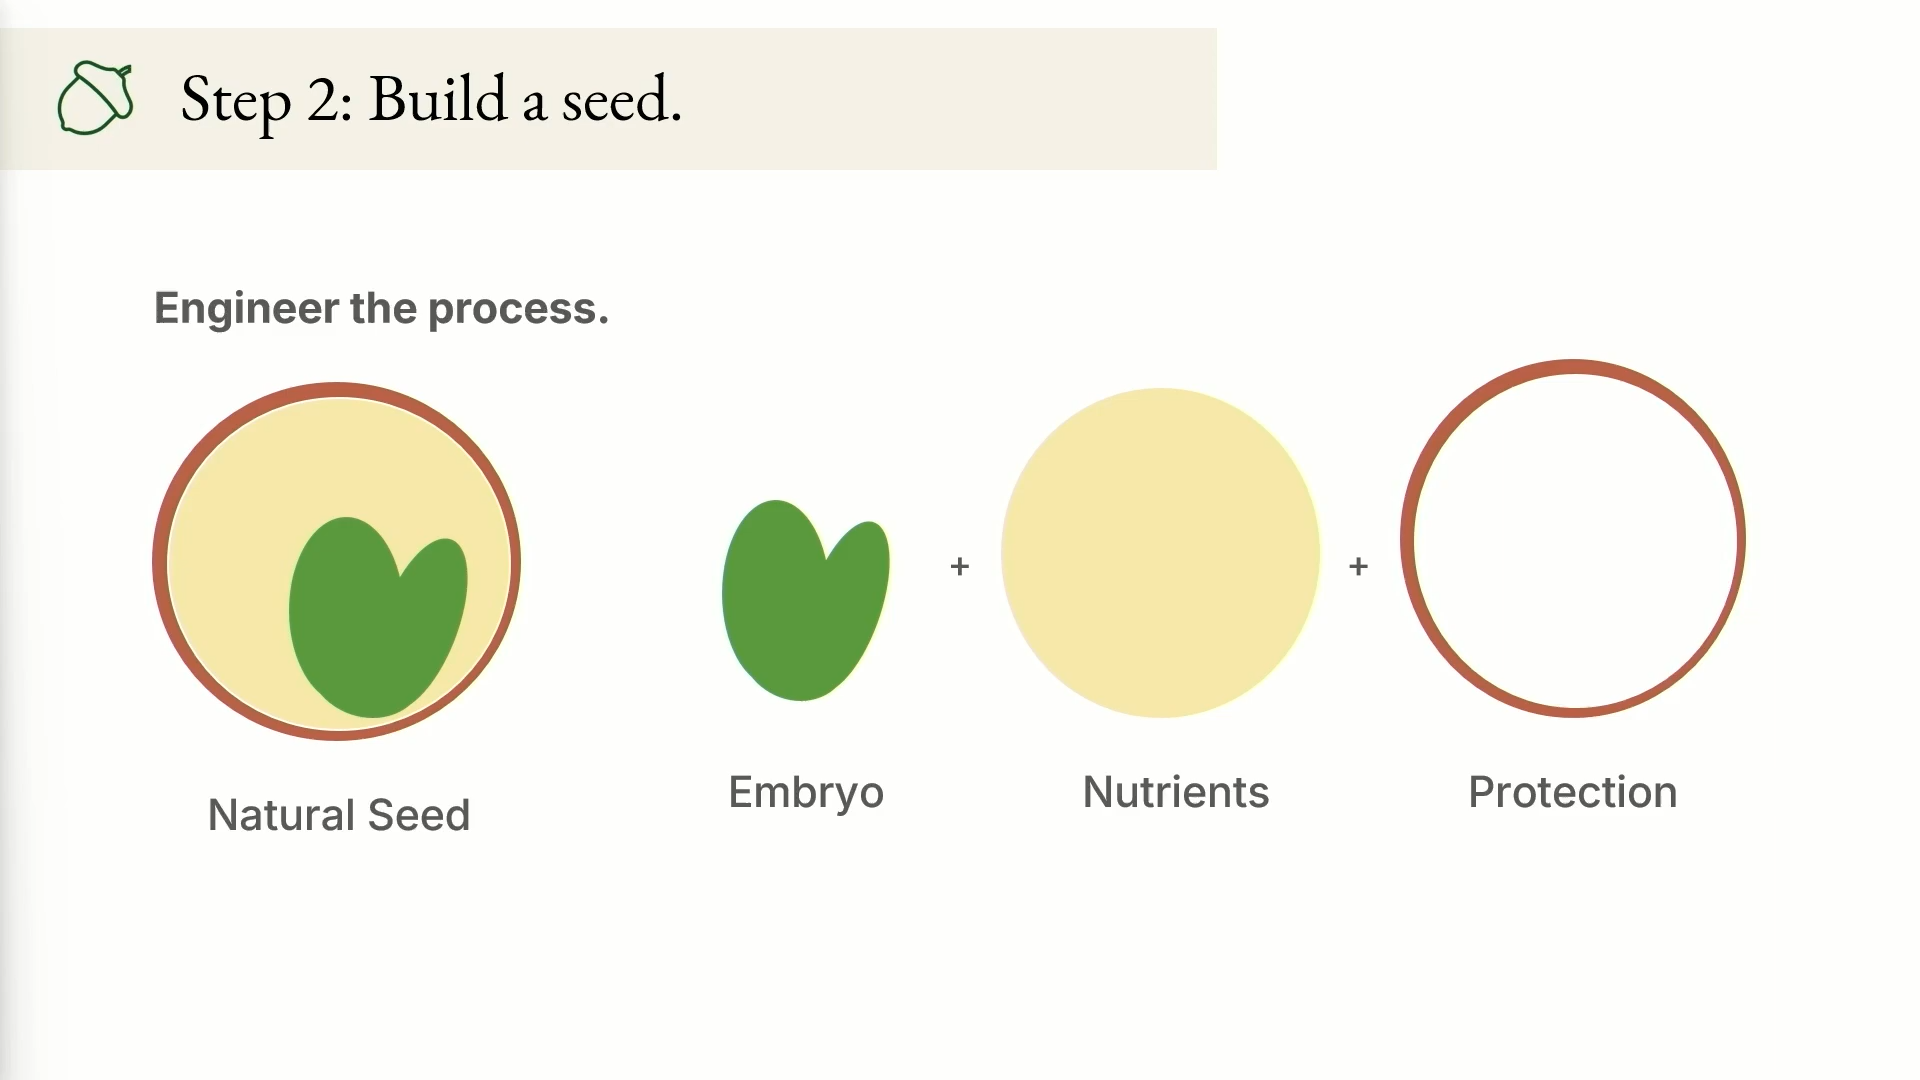 Step 2: Build a seed.
Engineer the process.
+
+
Natural Seed
Embryo
Nutrients
Protection